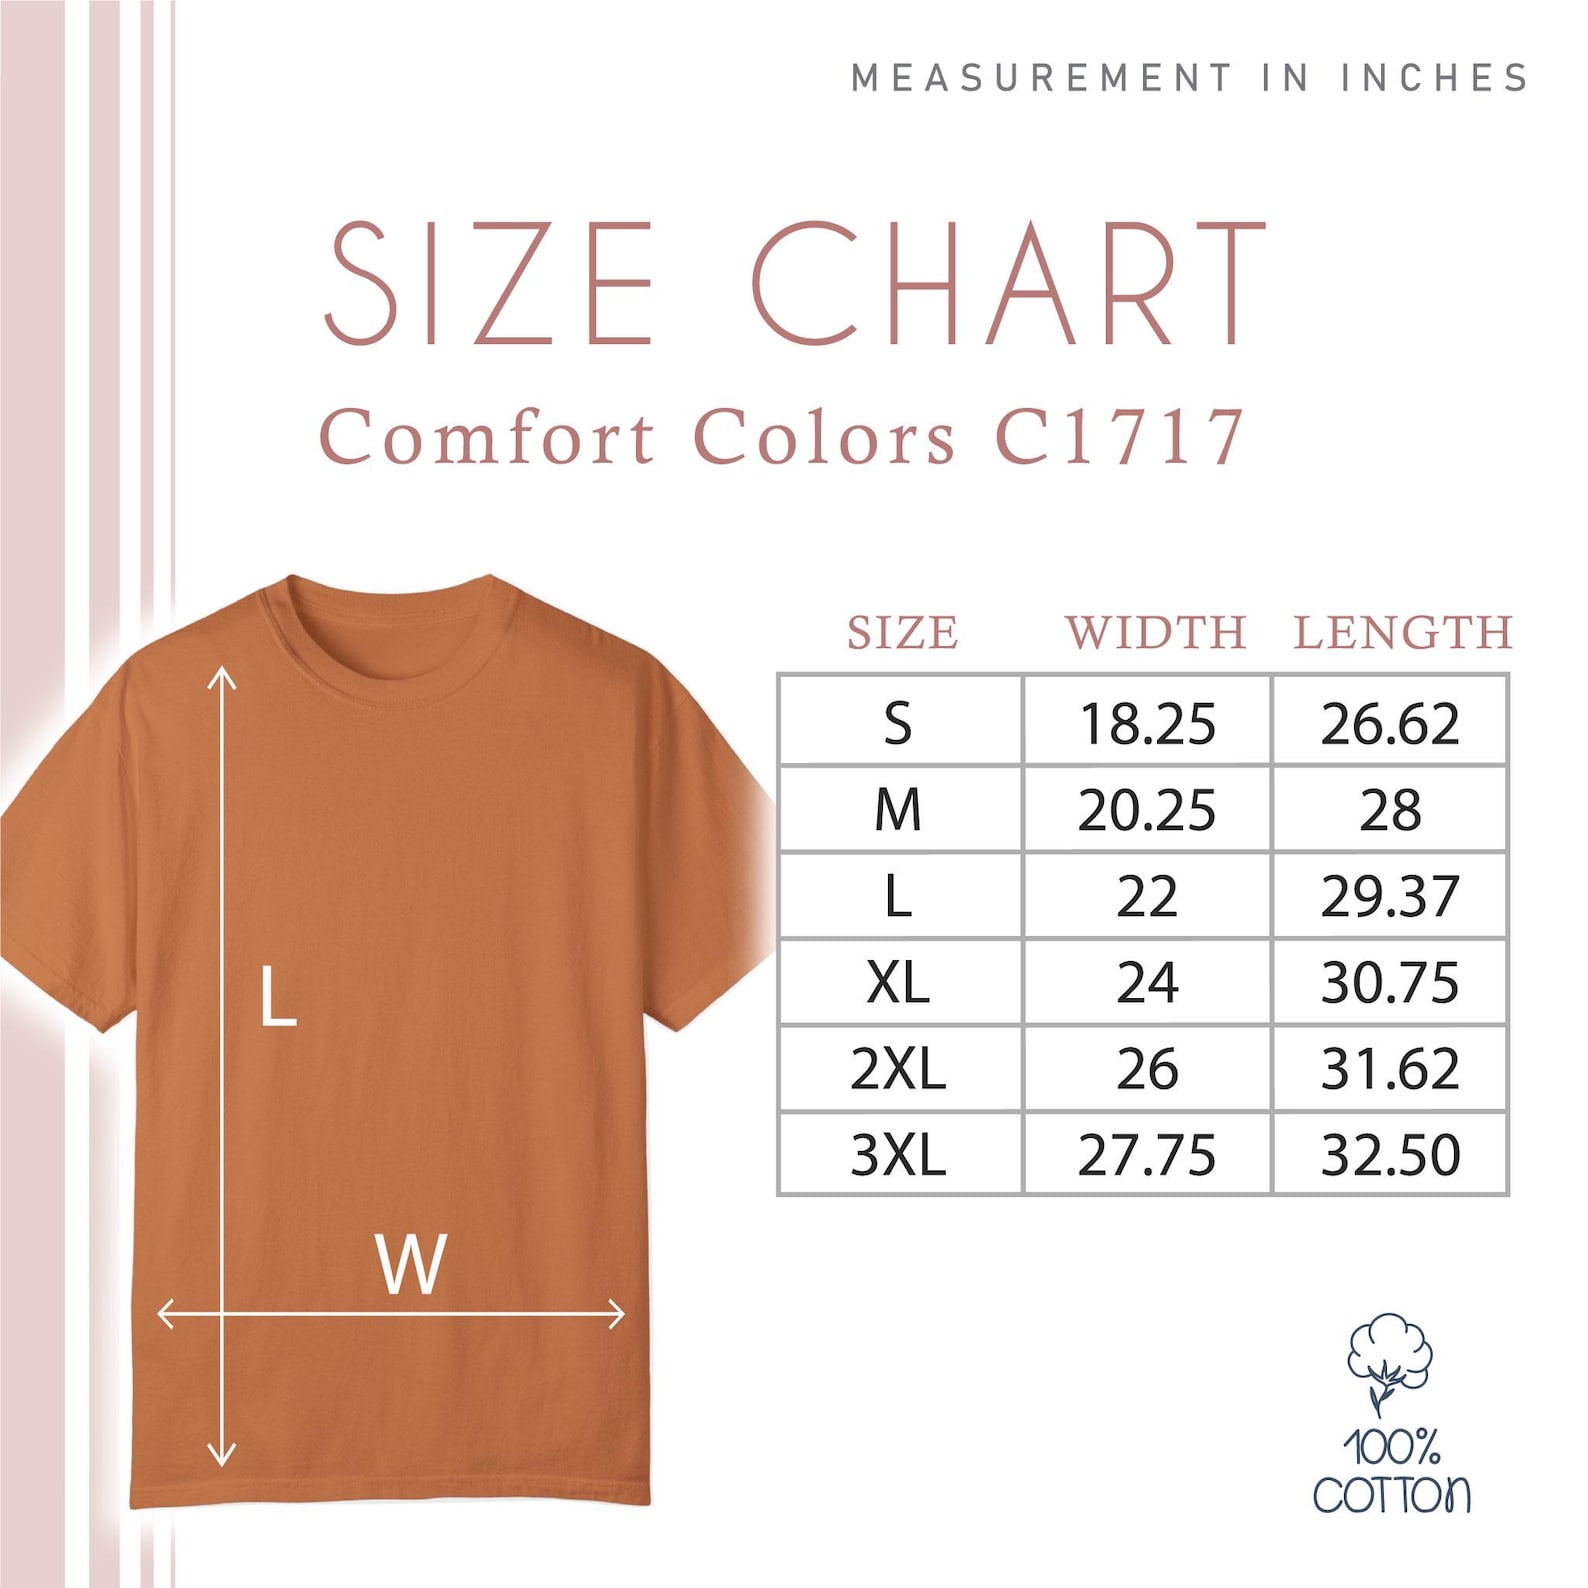 MEASUREMENT IN INCHES
SIZE CHART
Comfort Colors C1717
SIZE WIDTH LENGTH
S 18.25 26.62
M 20.25 28
L 22 29.37
XL 24 30.75
2XL 26 31.62
3XL 27.75 32.50
L
W
100%
COTTON